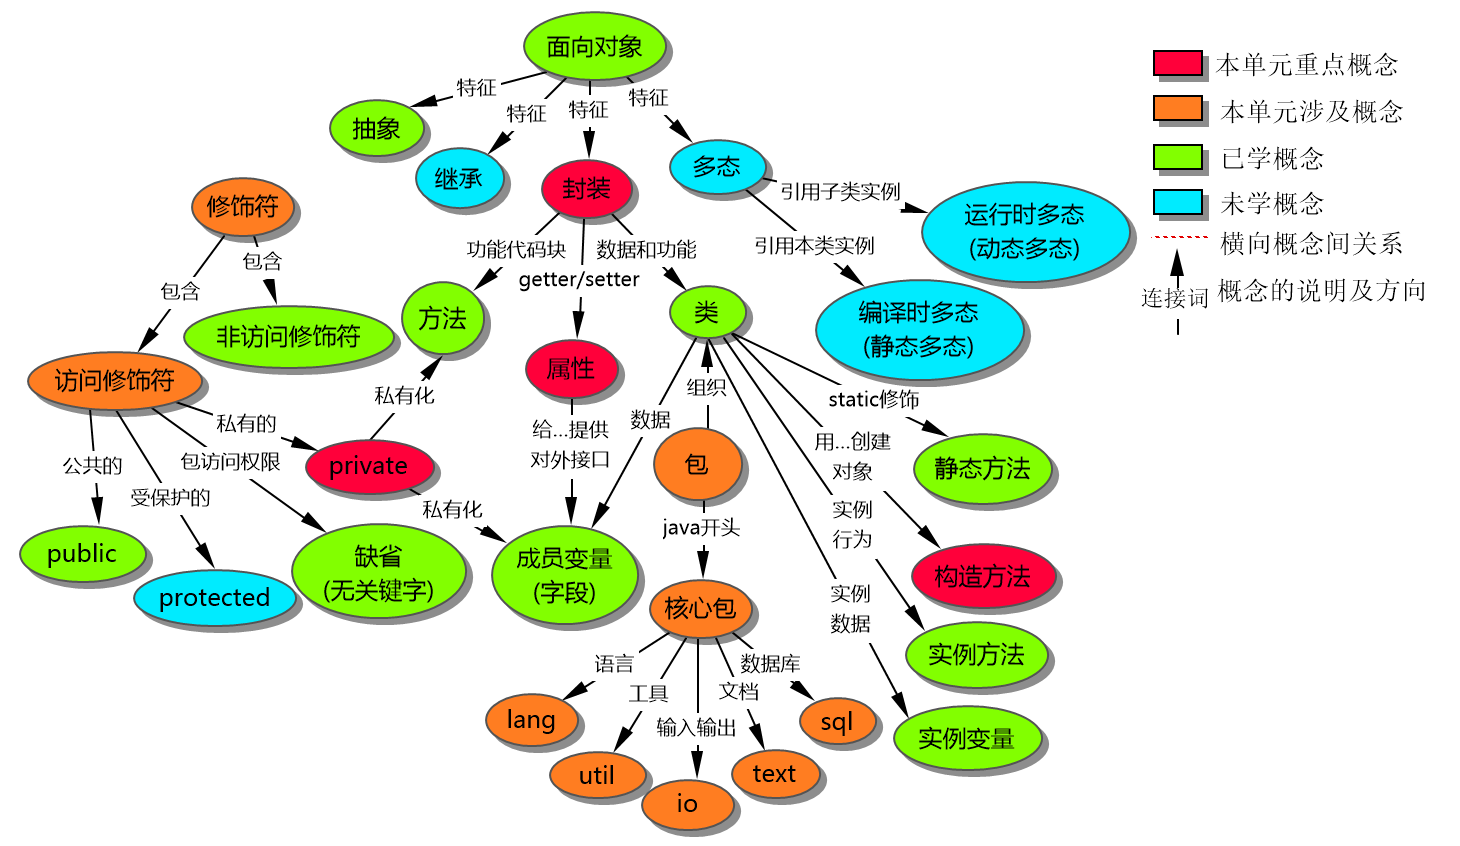 面向对象
特征
特征
特征
特征
抽象
继承
封装
多态
引用子类实例
引用本类实例
运行时多态
(动态多态)
编译时多态
(静态多态)
修饰符
包含
包含
非访问修饰符
访问修饰符
功能代码块
getter/setter
数据和功能
方法
属性
类
私有的
私有化
private
公共的
受保护的
包访问权限
私有化
public
protected
缺省
(无关键字)
给...提供
对外接口
数据
成员变量
(字段)
组织
包
java开头
核心包
语言
工具
输入输出
文档
数据库
lang
util
io
text
sql
static修饰
用...创建
对象
实例
行为
实例
数据
静态方法
构造方法
实例方法
实例变量
本单元重点概念
本单元涉及概念
已学概念
未学概念
横向概念间关系
连接词
概念的说明及方向